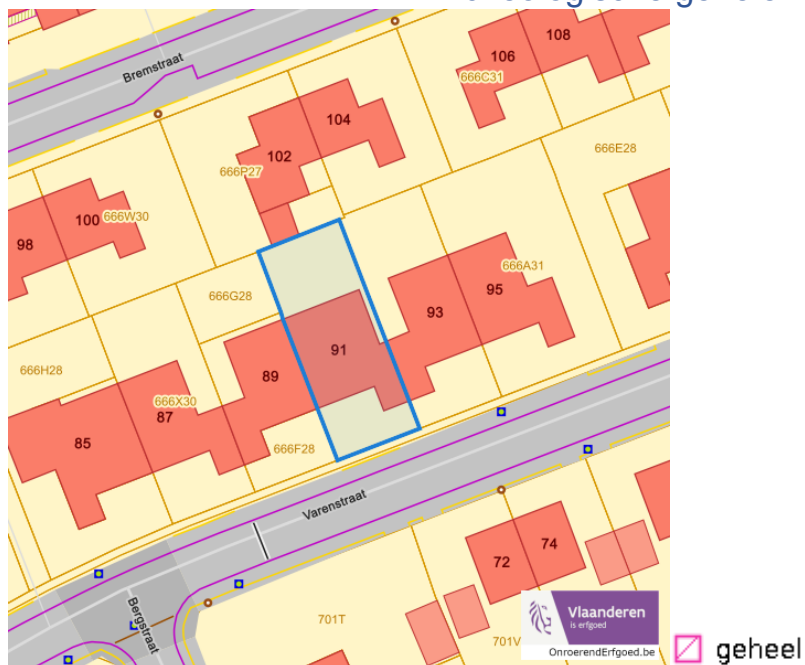 Bremstraat
106
108
666C31
104
102
666P27
666E28
100
666W30
98
666A31
95
93
666G28
91
89
666H28
666X30
87
85
666F28
Varenstraat
72
74
Bergstraat
701T
701V
Vlaanderen
is erfgoed
OnroerendErfgoed.be
geheel